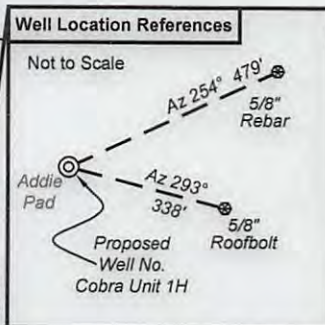 Well Location References
Not to Scale
Az 254° 479'
5/8"
Rebar
Addie
Pad
Az 293°
338'
5/8"
Roofbolt
Proposed
Well No.
Cobra Unit 1H